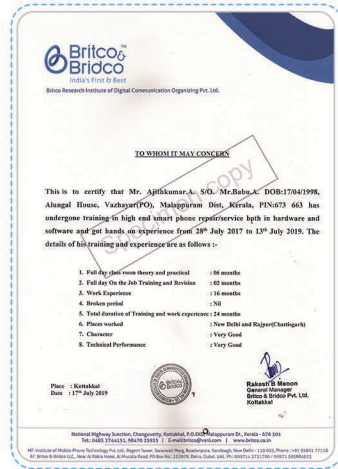 Britco&
Bridco
TM
India's First & Best
Britco Research Institute of Digital Communication Organizing Pvt. Ltd.
TO WHOM IT MAY CONCERN
Specimen copy
This is to certify that Mr. Ajithkumar.A. S/O. Mr.Babu.A. DOB:17/04/1998,
Alungal House, Vazhayur(PO), Malappuram Dist, Kerala, PIN:673 663 has
undergone training in high end smart phone repair/service both in hardware and
software and got hands on experience from 28th July 2017 to 13th July 2019. The
details of his training and experience are as follows :-
1. Full day class room theory and practical : 06 months
2. Full day On the Job Training and Revision : 02 months
3. Work Experience : 16 months
4. Broken period : Nil
5. Total duration of Training and work experience : 24 months
6. Places worked : New Delhi and Rajpur(Chattisgarh)
7. Character : Very Good
8. Technical Performance : Very Good
Place : Kottakkal
Date : 17th July 2019
Rakesh B Menon
General Manager
Britco & Bridco Pvt. Ltd.
Kottakkal
National Highway Junction, Changuvetty, Kottakkal, P.O.Edarikode, Malappuram Dt., Kerala - 676 501
Tel.: 0483 2744151, 98470 25925 | E-mail:britco@vsnl.com | www.britco.in